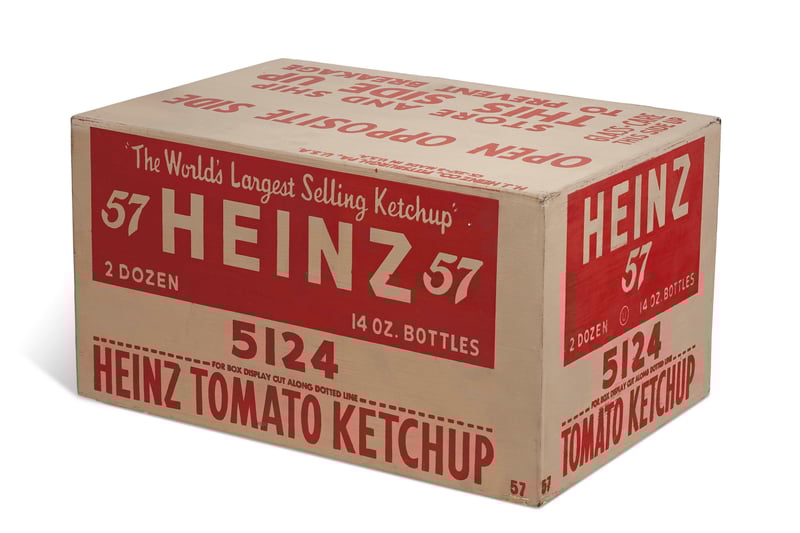 OPEN OPPOSITE SIDE
STORE AND SHIP
THIS SIDE UP
TO PREVENT
BREAKAGE
"The World's Largest Selling Ketchup"
57 HEINZ 57
2 DOZEN
14 OZ. BOTTLES
5124
FOR BOX DISPLAY CUT ALONG DOTTED LINE
HEINZ TOMATO KETCHUP
57
HEINZ
57
2 DOZEN U 14 OZ. BOTTLES
5124
FOR BOX DISPLAY CUT ALONG DOTTED LINE
TOMATO KETCHUP
57